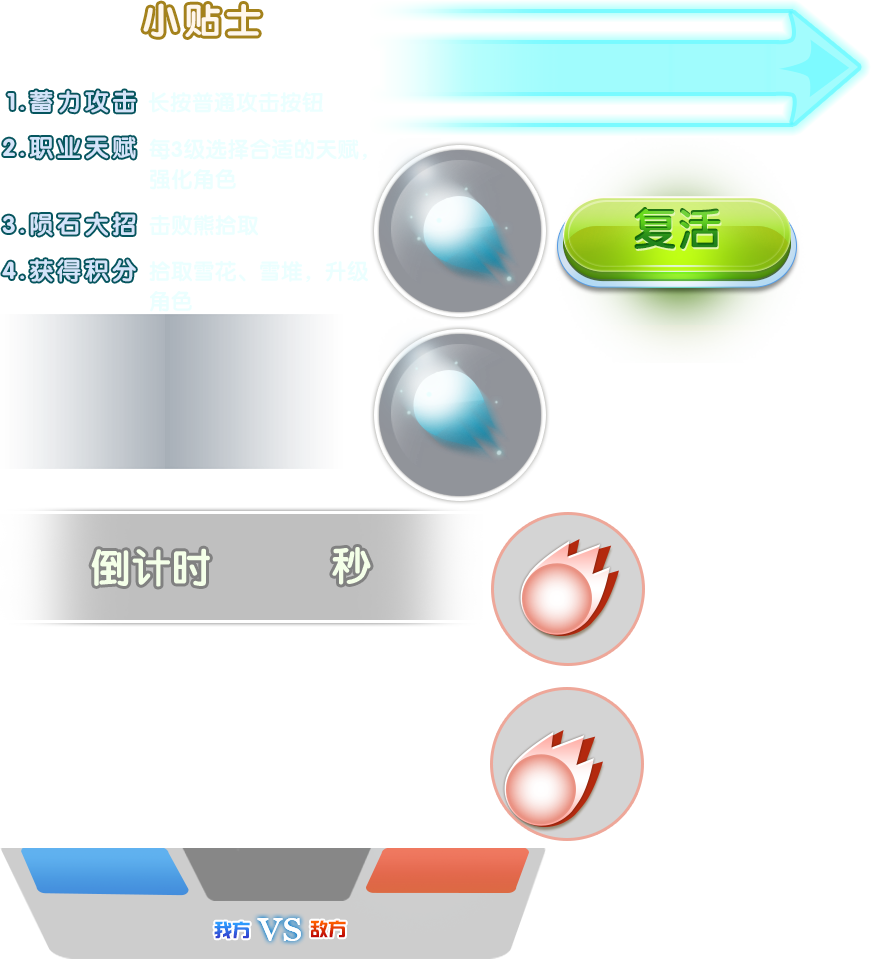 小贴士
1.蓄力攻击 长按普通攻击按钮
2.职业天赋 每3级选择合适的天赋，
强化角色
3.陨石大招 击败熊拾取
4.获得积分 拾取雪花、雪堆，升级
角色
复活
倒计时 秒
我方 VS 敌方